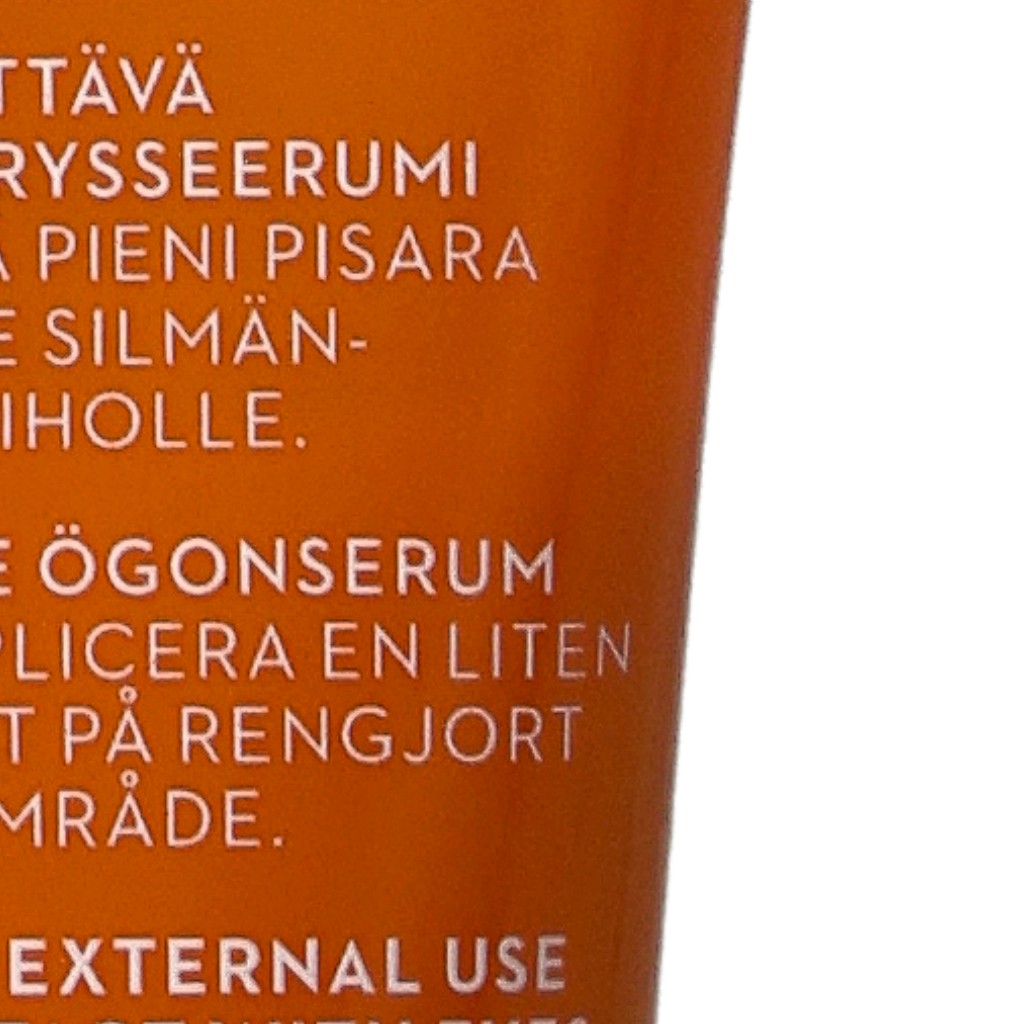 TTÄVÄ
RYSSEERUMI
PIENI PISARA
E SILMÄN-
IHOLLE.
E ÖGONSERUM
PLICERA EN LITEN
T PÅ RENGJORT
MRÅDE.
EXTERNAL USE